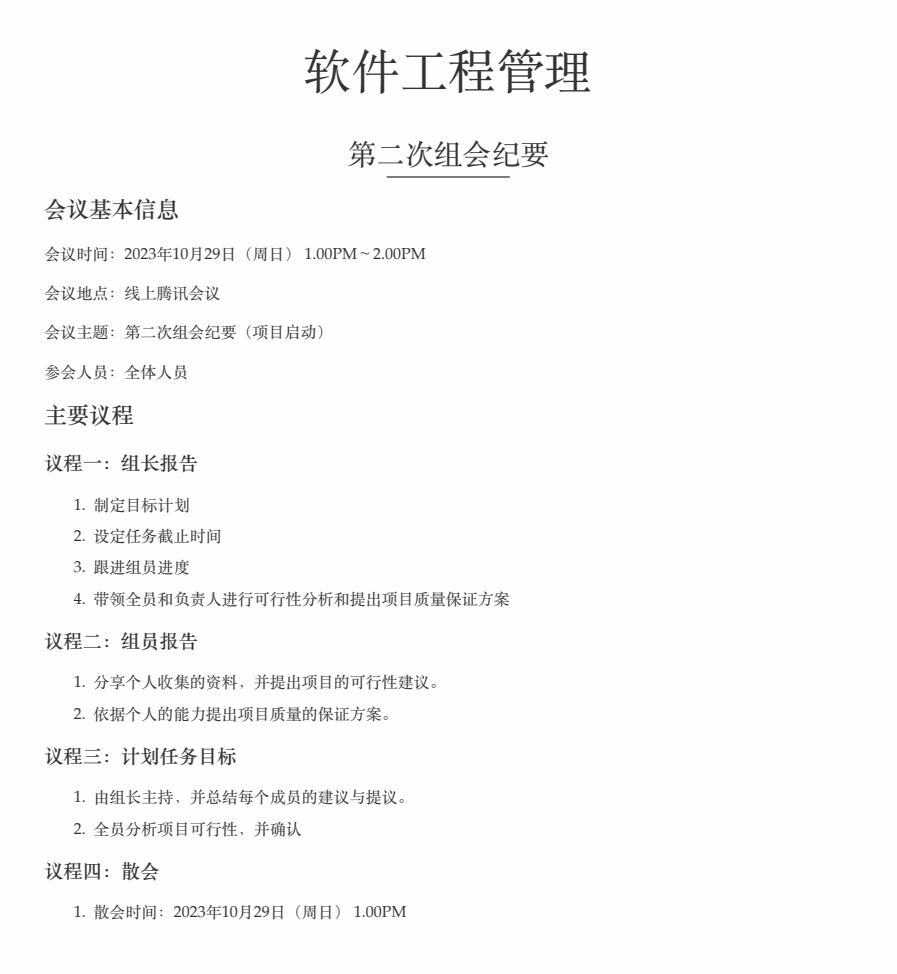 软件工程管理
第二次组会纪要
会议基本信息
会议时间：2023年10月29日（周日） 1.00PM ~ 2.00PM
会议地点：线上腾讯会议
会议主题：第二次组会纪要（项目启动）
参会人员：全体人员
主要议程
议程一：组长报告
1. 制定目标计划
2. 设定任务截止时间
3. 跟进组员进度
4. 带领全员和负责人进行可行性分析和提出项目质量保证方案
议程二：组员报告
1. 分享个人收集的资料，并提出项目的可行性建议。
2. 依据个人的能力提出项目质量的保证方案。
议程三：计划任务目标
1. 由组长主持，并总结每个成员的建议与提议。
2. 全员分析项目可行性，并确认
议程四：散会
1. 散会时间：2023年10月29日（周日） 1.00PM